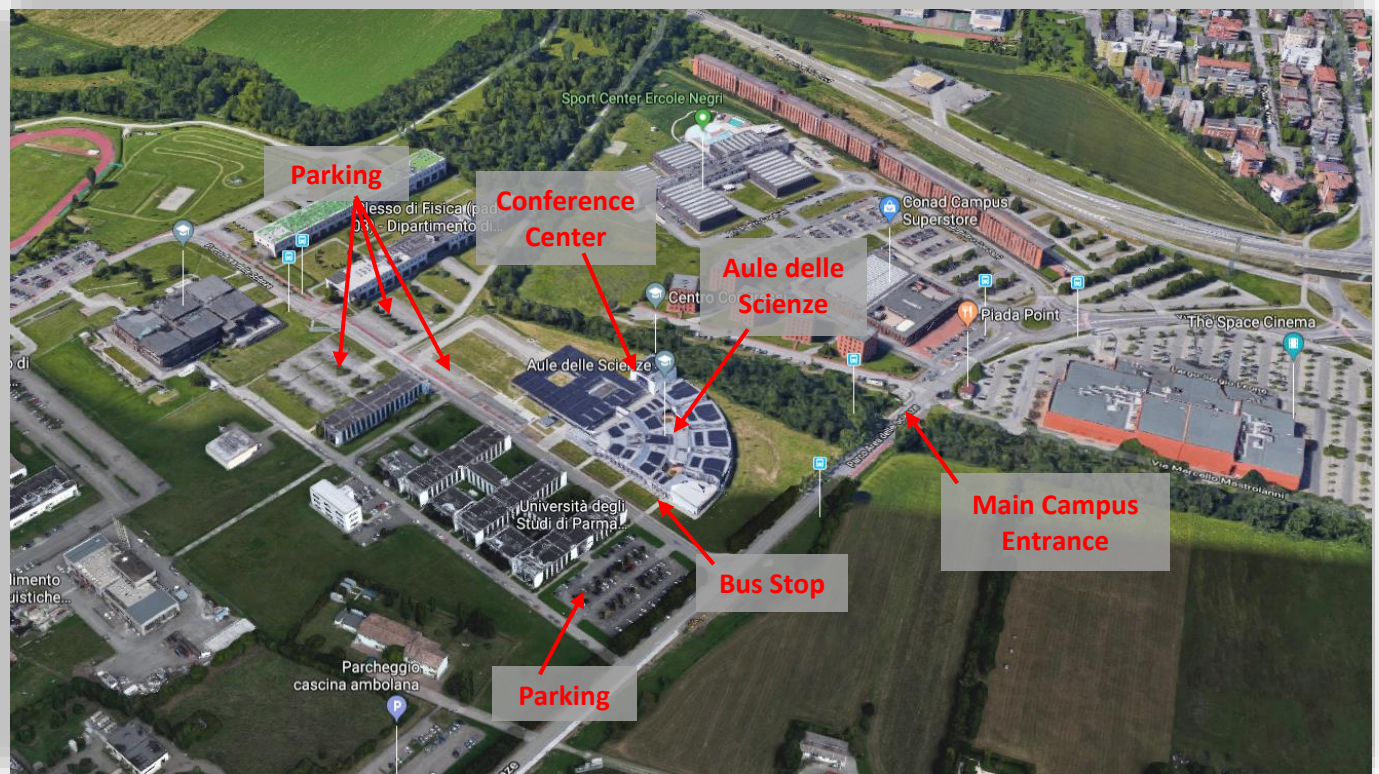 Sport Center Ercole Negri
Parking
Conference
Center
Conad Campus
Superstore
Aule delle
Scienze
Piada Point
The Space Cinema
Aule delle Scienze
Via Marcello Mastroianni
Main Campus
Entrance
Università degli
Studi di Parma...
Bus Stop
Parcheggio
cascina ambolana
P
Parking